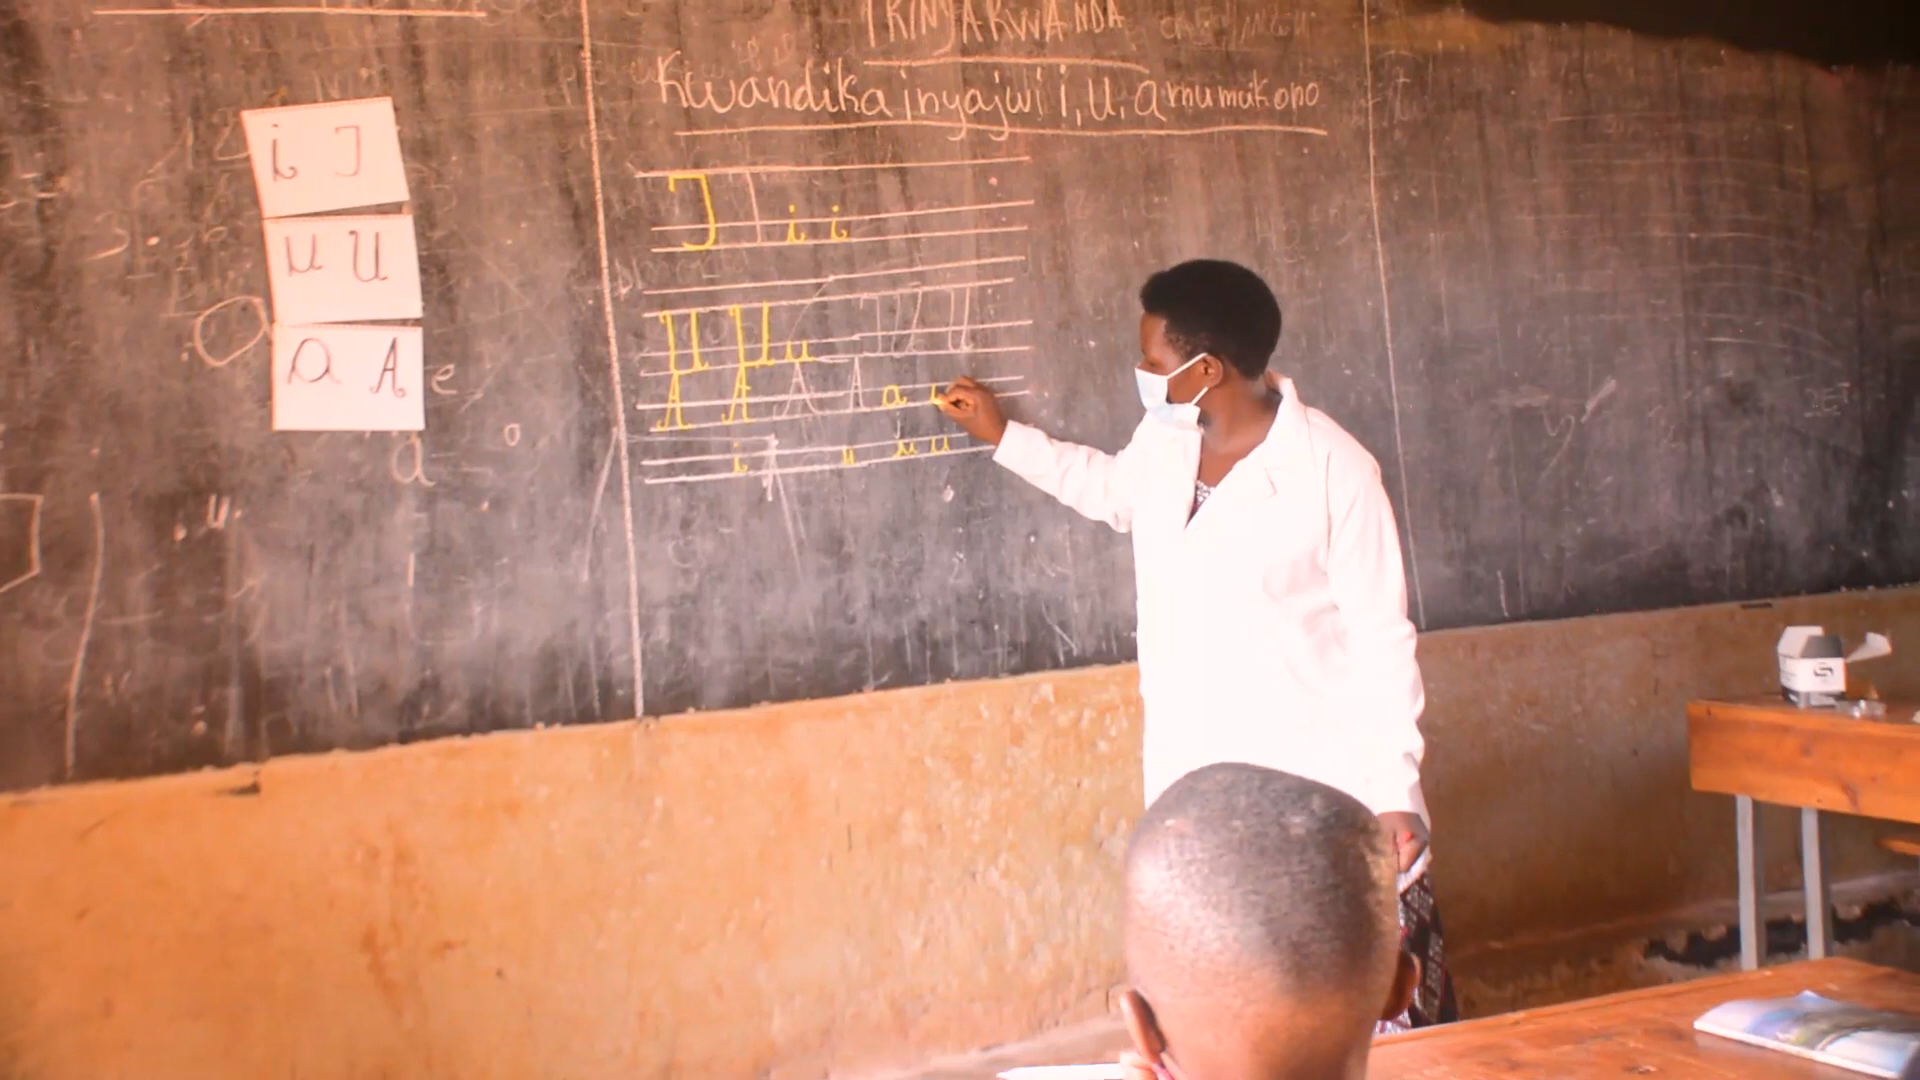 IKINYARWANDA
Kwandika inyajwi i, u, a mu mukono
i I
u U
a A
e
a
I I i i
U U u U U
A A A A a
i u u u